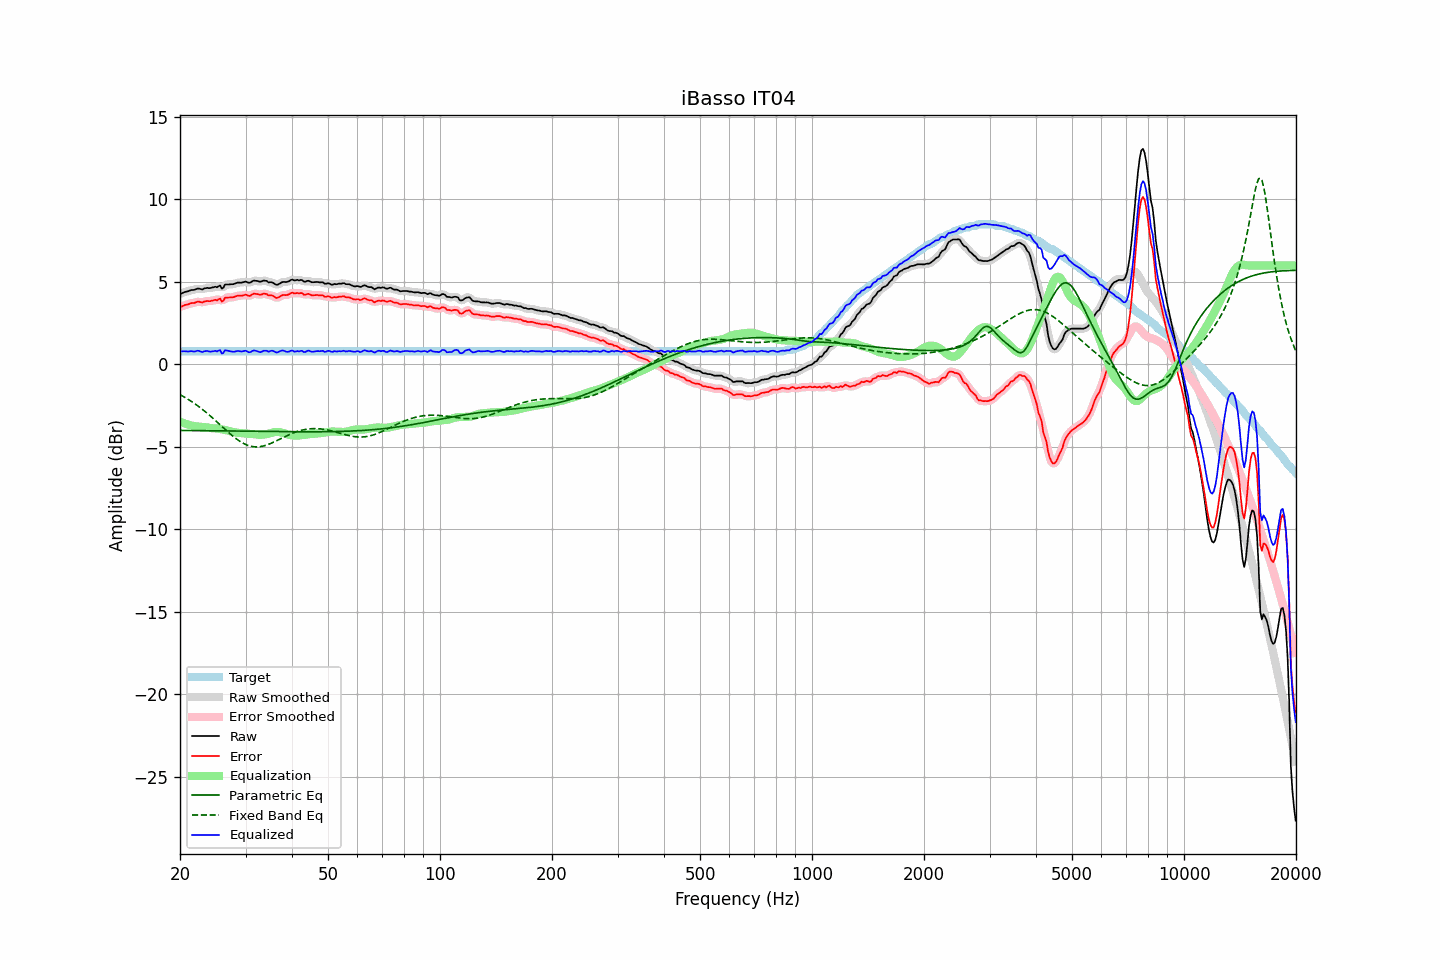 iBasso IT04
15
10
5
0
−5
−10
−15
−20
−25
Amplitude (dBr)
Target
Raw Smoothed
Error Smoothed
Raw
Error
Equalization
Parametric Eq
Fixed Band Eq
Equalized
20 50 100 200 500 1000 2000 5000 10000 20000
Frequency (Hz)